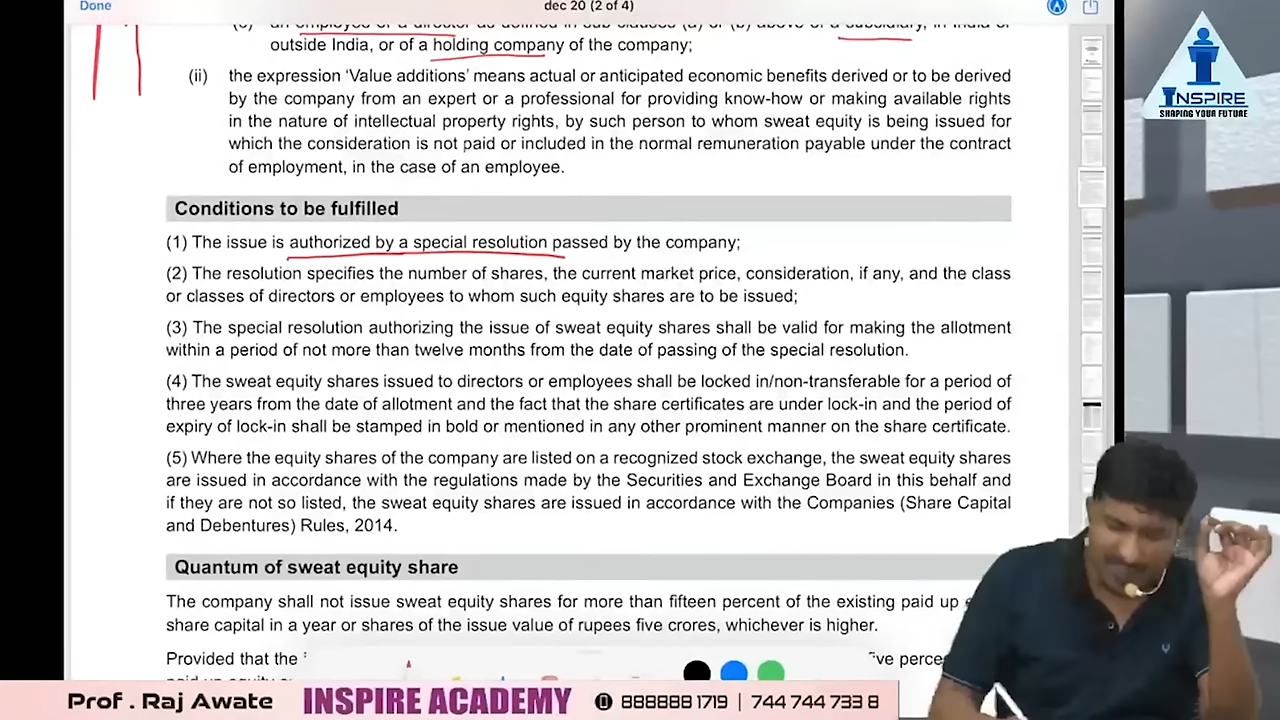 Done
dec 20 (2 of 4)
an employee or a director as defined in sub-clauses (a) or (b) above of a subsidiary, in India or
outside India, or of a holding company of the company;
(ii) the expression 'Value additions' means actual or anticipated economic benefits derived or to be derived
by the company from an expert or a professional for providing know-how or making available rights
in the nature of intellectual property rights, by such person to whom sweat equity is being issued for
which the consideration is not paid or included in the normal remuneration payable under the contract
of employment, in the case of an employee.
Conditions to be fulfilled
(1) The issue is authorized by a special resolution passed by the company;
(2) The resolution specifies the number of shares, the current market price, consideration, if any, and the class
or classes of directors or employees to whom such equity shares are to be issued;
(3) The special resolution authorizing the issue of sweat equity shares shall be valid for making the allotment
within a period of not more than twelve months from the date of passing of the special resolution.
(4) The sweat equity shares issued to directors or employees shall be locked in/non-transferable for a period of
three years from the date of allotment and the fact that the share certificates are under lock-in and the period of
expiry of lock-in shall be stamped in bold or mentioned in any other prominent manner on the share certificate.
(5) Where the equity shares of the company are listed on a recognized stock exchange, the sweat equity shares
are issued in accordance with the regulations made by the Securities and Exchange Board in this behalf and
if they are not so listed, the sweat equity shares are issued in accordance with the Companies (Share Capital
and Debentures) Rules, 2014.
Quantum of sweat equity share
The company shall not issue sweat equity shares for more than fifteen percent of the existing paid up
share capital in a year or shares of the issue value of rupees five crores, whichever is higher.
Provided that the
INSPIRE
SHAPING YOUR FUTURE
Prof . Raj Awate INSPIRE ACADEMY 888888 1719 | 744 744 733 8